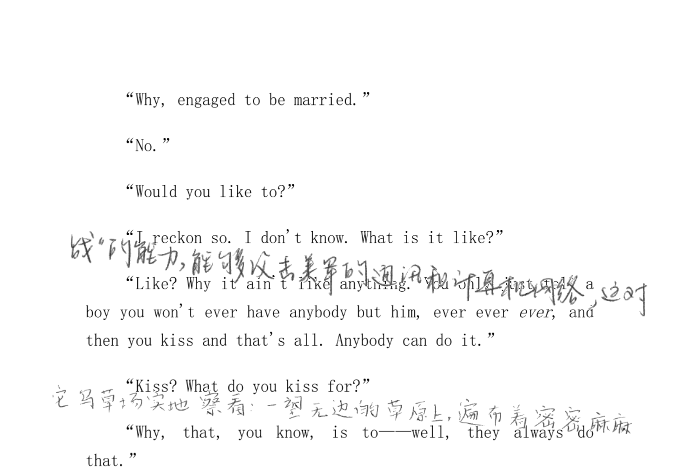 “Why, engaged to be married.”
“No.”
“Would you like to?”
“I reckon so. I don't know. What is it like?”
战”的能力,能够攻击美军的通讯和计算机网络,这对
“Like? Why it ain't like anything. You only just tell a
boy you won't ever have anybody but him, ever ever ever, and
then you kiss and that's all. Anybody can do it.”
“Kiss? What do you kiss for?”
它马草场实地察看:一望无边的草原上,遍布着密密麻麻
“Why, that, you know, is to——well, they always do
that.”